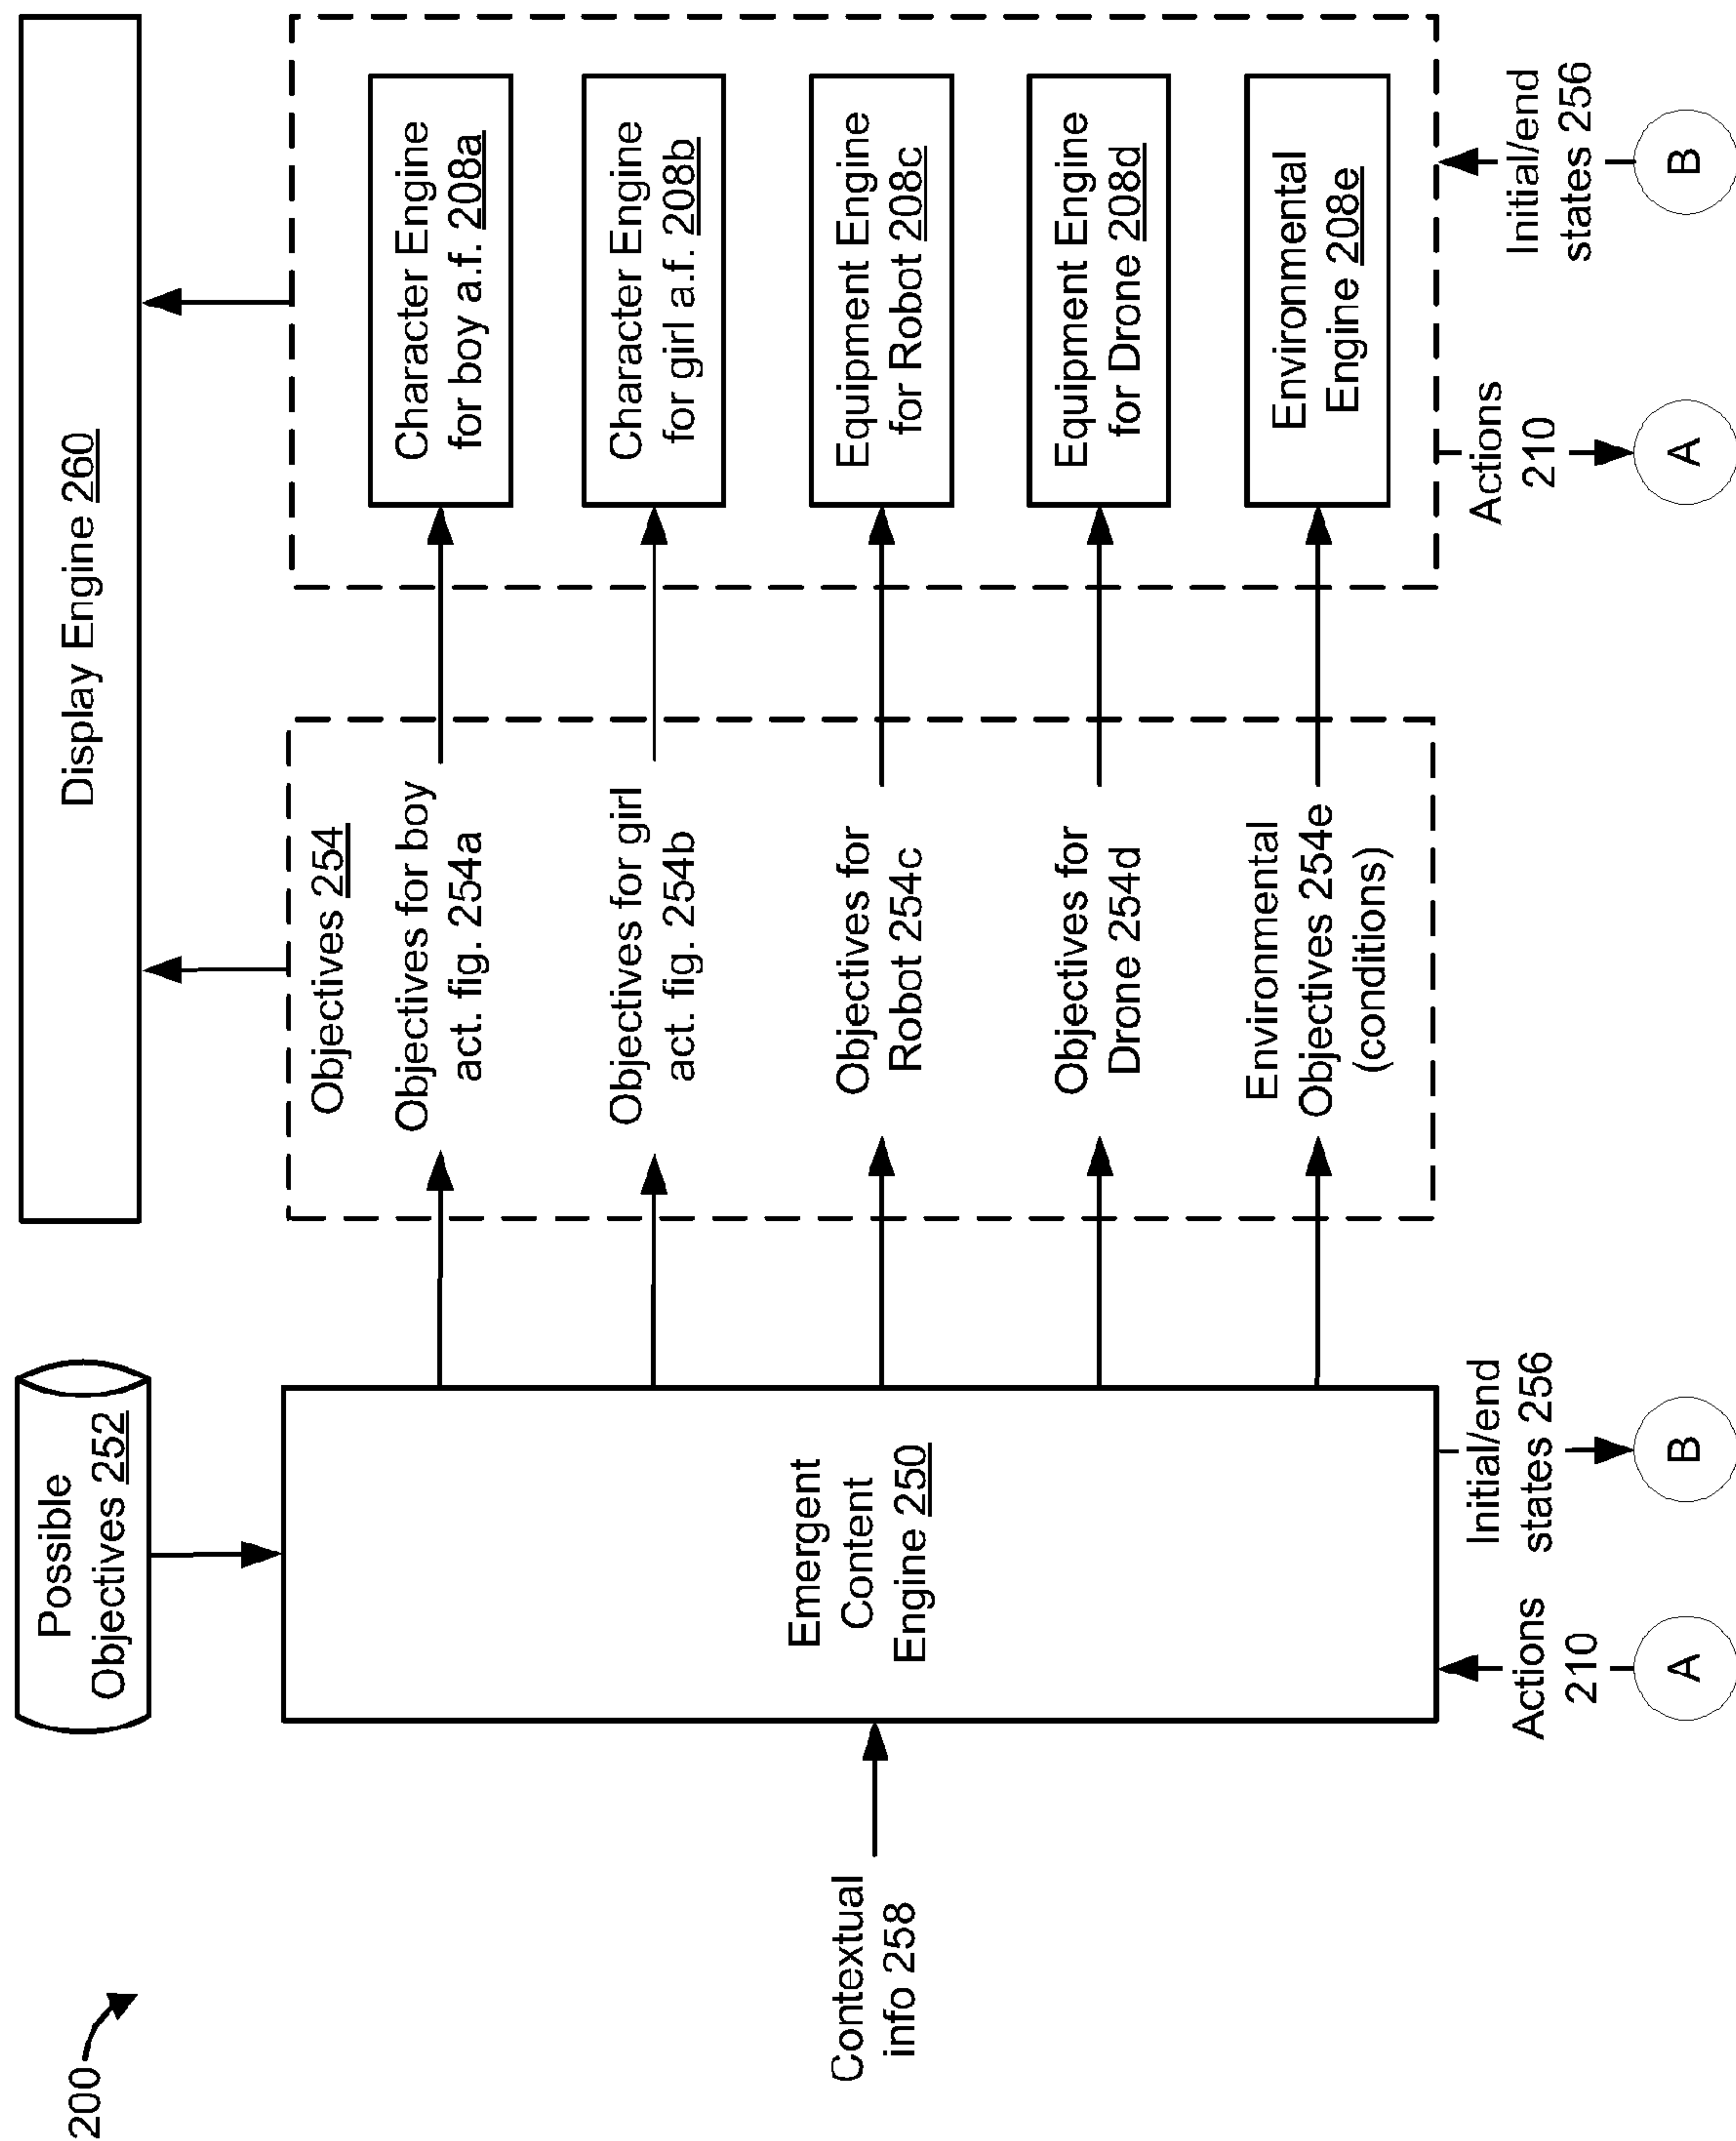 200
Possible
Objectives 252
Display Engine 260
Contextual
info 258
Emergent
Content
Engine 250
Objectives 254
Objectives for boy
act. fig. 254a
Objectives for girl
act. fig. 254b
Objectives for
Robot 254c
Objectives for
Drone 254d
Environmental
Objectives 254e
(conditions)
Character Engine
for boy a.f. 208a
Character Engine
for girl a.f. 208b
Equipment Engine
for Robot 208c
Equipment Engine
for Drone 208d
Environmental
Engine 208e
Actions
210
A
Initial/end
states 256
B
Actions
210
A
Initial/end
states 256
B